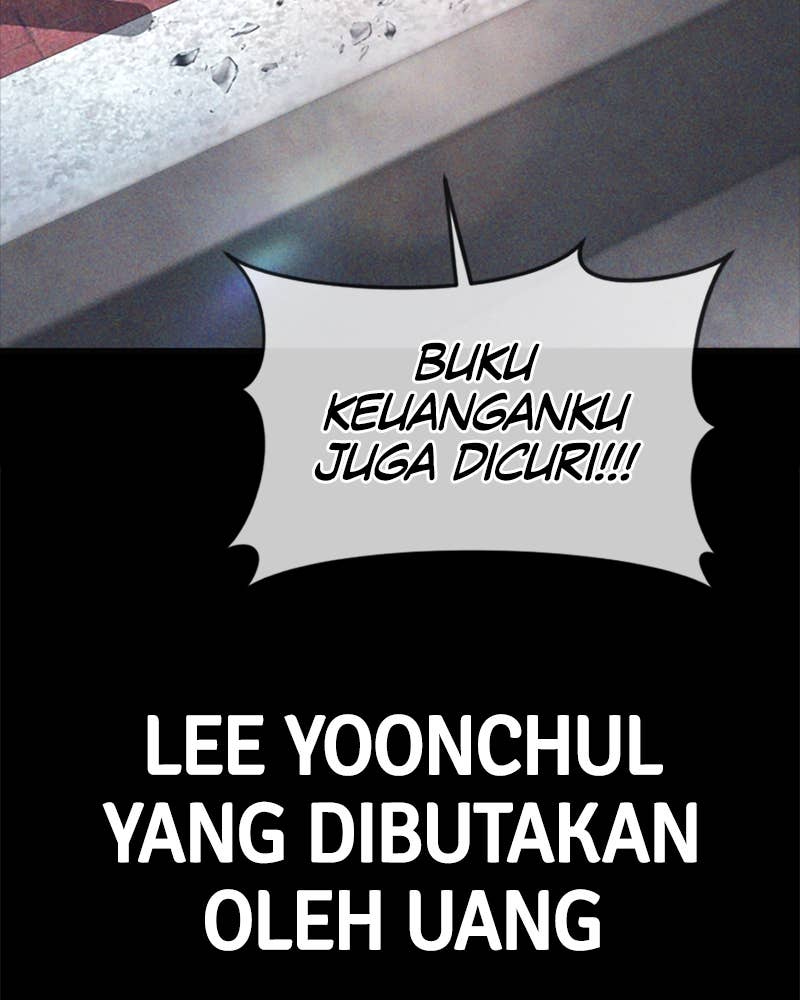 BUKU
KEUANGANKU
JUGA DICURI!!!
LEE YOONCHUL
YANG DIBUTAKAN
OLEH UANG